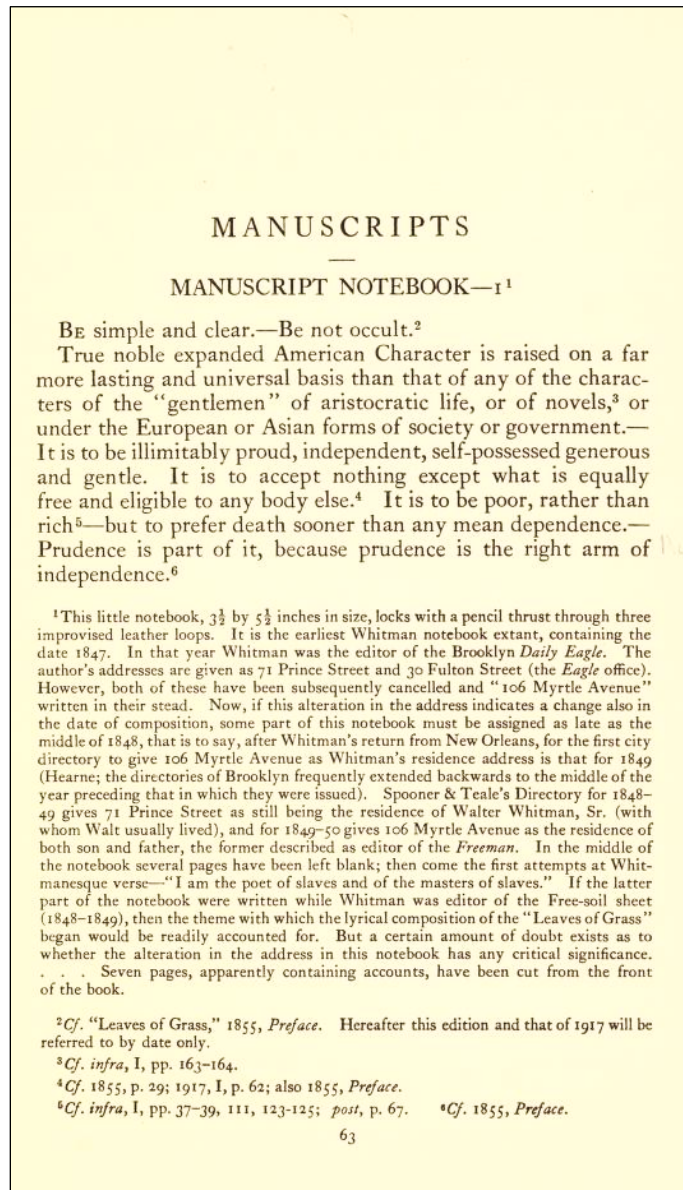 MANUSCRIPTS
MANUSCRIPT NOTEBOOK—1¹
BE simple and clear.—Be not occult.²
True noble expanded American Character is raised on a far
more lasting and universal basis than that of any of the charac-
ters of the "gentlemen" of aristocratic life, or of novels,³ or
under the European or Asian forms of society or government.—
It is to be illimitably proud, independent, self-possessed generous
and gentle. It is to accept nothing except what is equally
free and eligible to any body else.⁴ It is to be poor, rather than
rich⁵—but to prefer death sooner than any mean dependence.—
Prudence is part of it, because prudence is the right arm of
independence.⁶
¹This little notebook, 3½ by 5½ inches in size, locks with a pencil thrust through three
improvised leather loops. It is the earliest Whitman notebook extant, containing the
date 1847. In that year Whitman was the editor of the Brooklyn Daily Eagle. The
author's addresses are given as 71 Prince Street and 30 Fulton Street (the Eagle office).
However, both of these have been subsequently cancelled and "106 Myrtle Avenue"
written in their stead. Now, if this alteration in the address indicates a change also in
the date of composition, some part of this notebook must be assigned as late as the
middle of 1848, that is to say, after Whitman's return from New Orleans, for the first city
directory to give 106 Myrtle Avenue as Whitman's residence address is that for 1849
(Hearne; the directories of Brooklyn frequently extended backwards to the middle of the
year preceding that in which they were issued). Spooner & Teale's Directory for 1848–
49 gives 71 Prince Street as still being the residence of Walter Whitman, Sr. (with
whom Walt usually lived), and for 1849–50 gives 106 Myrtle Avenue as the residence of
both son and father, the former described as editor of the Freeman. In the middle of
the notebook several pages have been left blank; then come the first attempts at Whit-
manesque verse—"I am the poet of slaves and of the masters of slaves." If the latter
part of the notebook were written while Whitman was editor of the Free-soil sheet
(1848–1849), then the theme with which the lyrical composition of the "Leaves of Grass"
began would be readily accounted for. But a certain amount of doubt exists as to
whether the alteration in the address in this notebook has any critical significance.
. . . Seven pages, apparently containing accounts, have been cut from the front
of the book.
²Cf. "Leaves of Grass," 1855, Preface. Hereafter this edition and that of 1917 will be
referred to by date only.
³Cf. infra, I, pp. 163–164.
⁴Cf. 1855, p. 29; 1917, I, p. 62; also 1855, Preface.
⁵Cf. infra, I, pp. 37–39, 111, 123-125; post, p. 67. ⁶Cf. 1855, Preface.
63